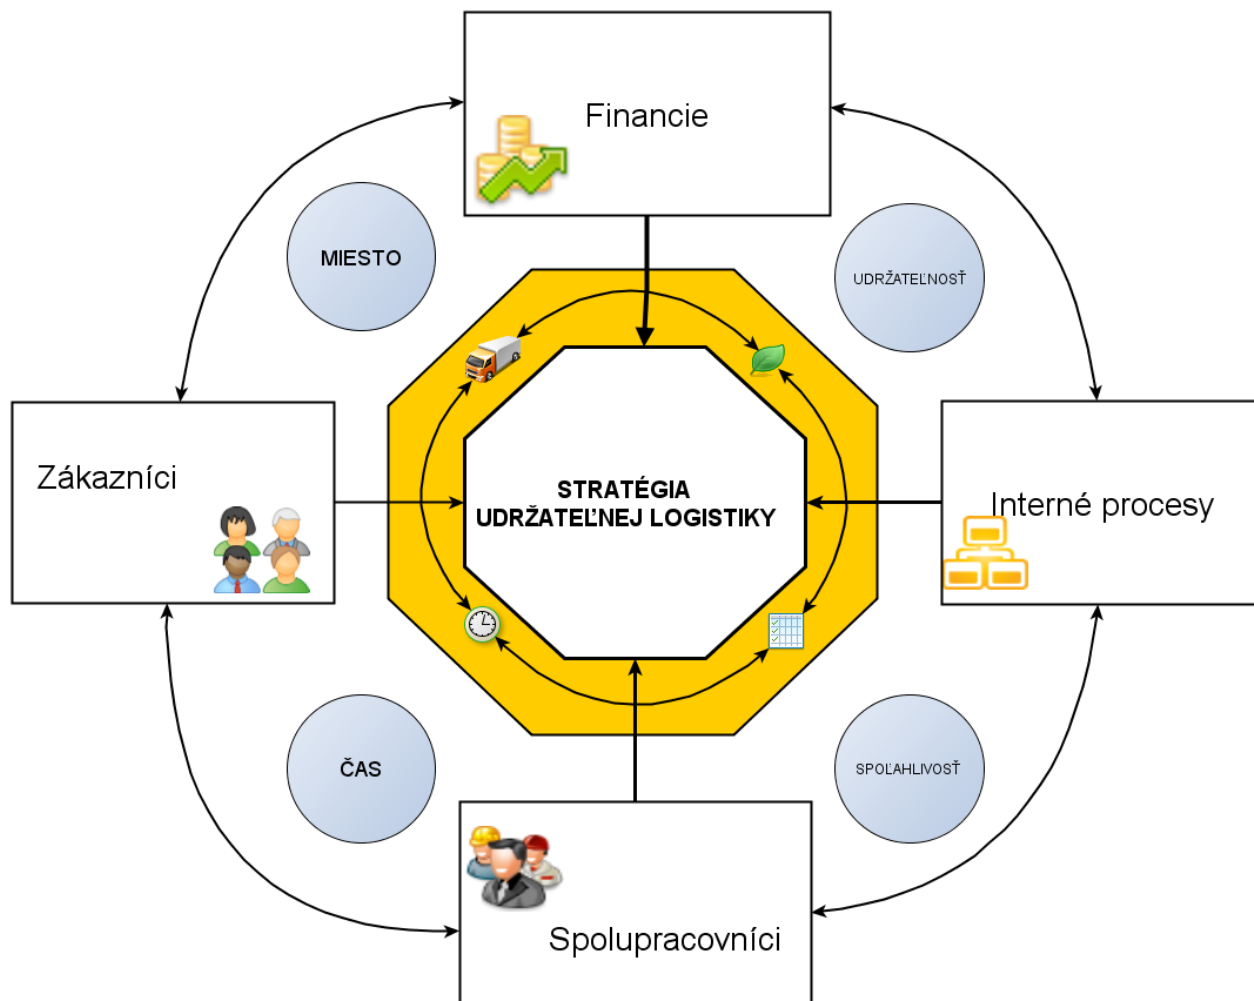 Financie
MIESTO
UDRŽATEĽNOSŤ
Zákazníci
STRATÉGIA
UDRŽATEĽNEJ LOGISTIKY
Interné procesy
ČAS
SPOĽAHLIVOSŤ
Spolupracovníci